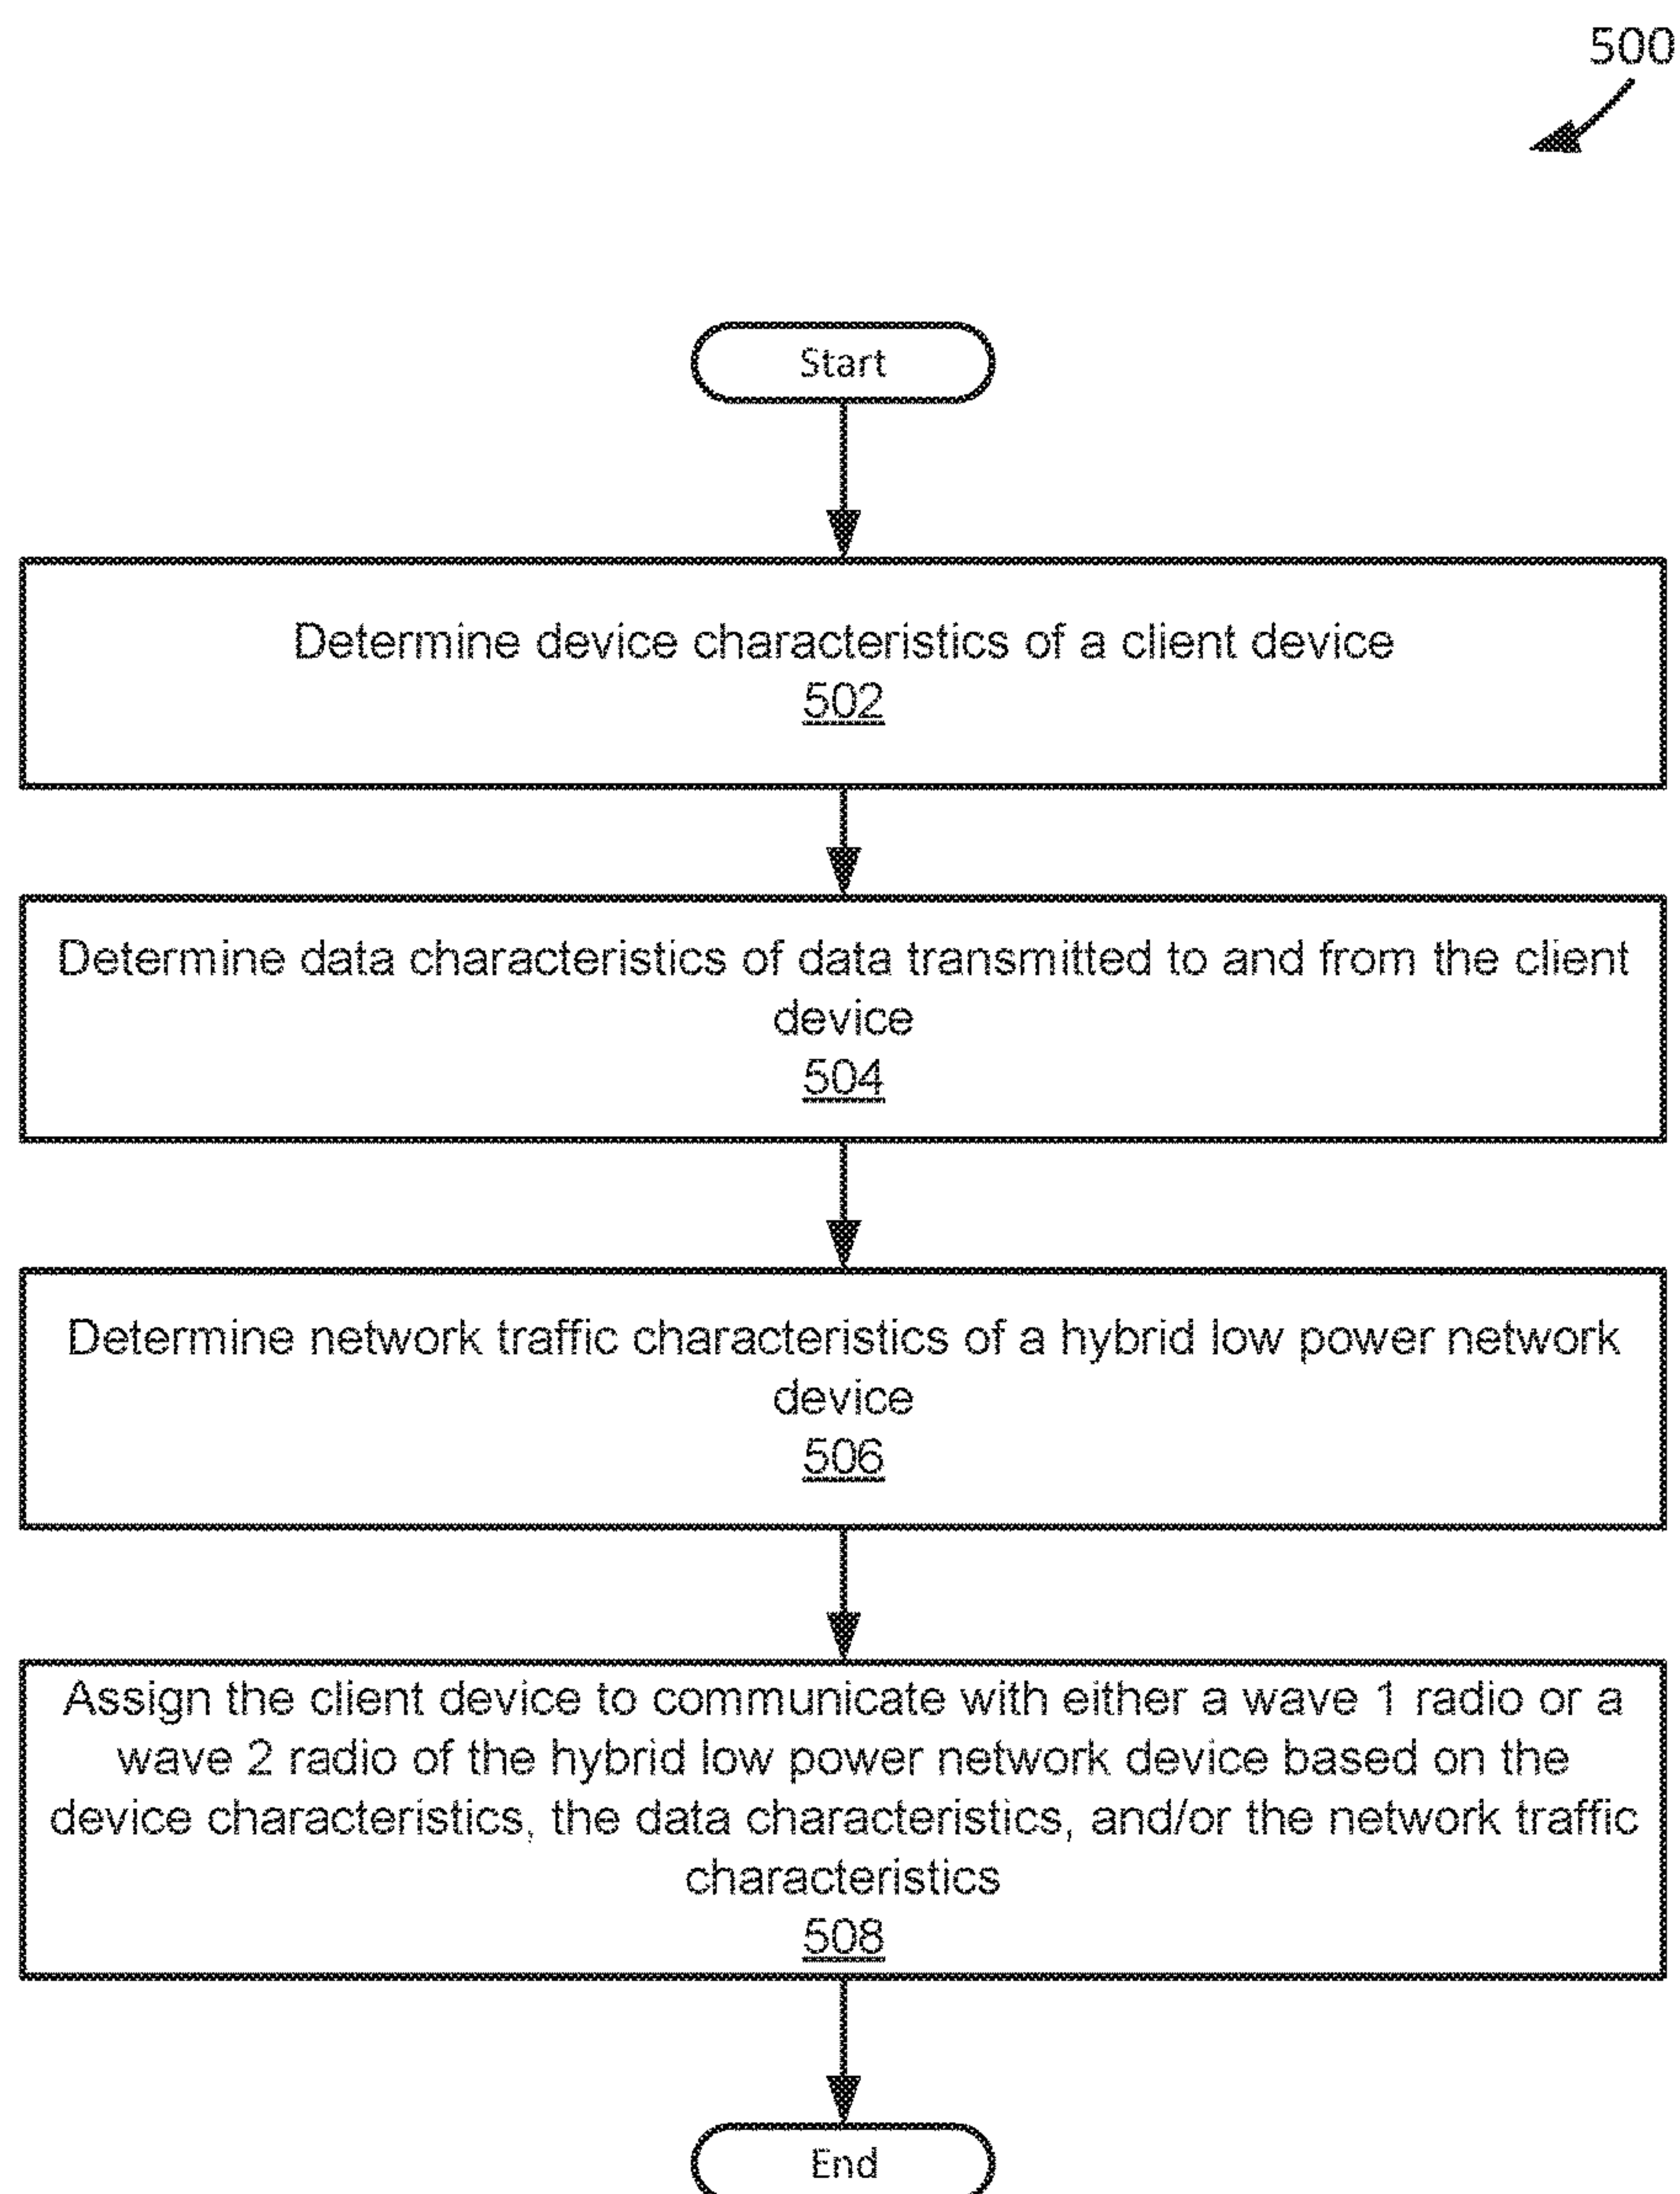 500
Start
Determine device characteristics of a client device
502
Determine data characteristics of data transmitted to and from the client
device
504
Determine network traffic characteristics of a hybrid low power network
device
506
Assign the client device to communicate with either a wave 1 radio or a
wave 2 radio of the hybrid low power network device based on the
device characteristics, the data characteristics, and/or the network traffic
characteristics
508
End